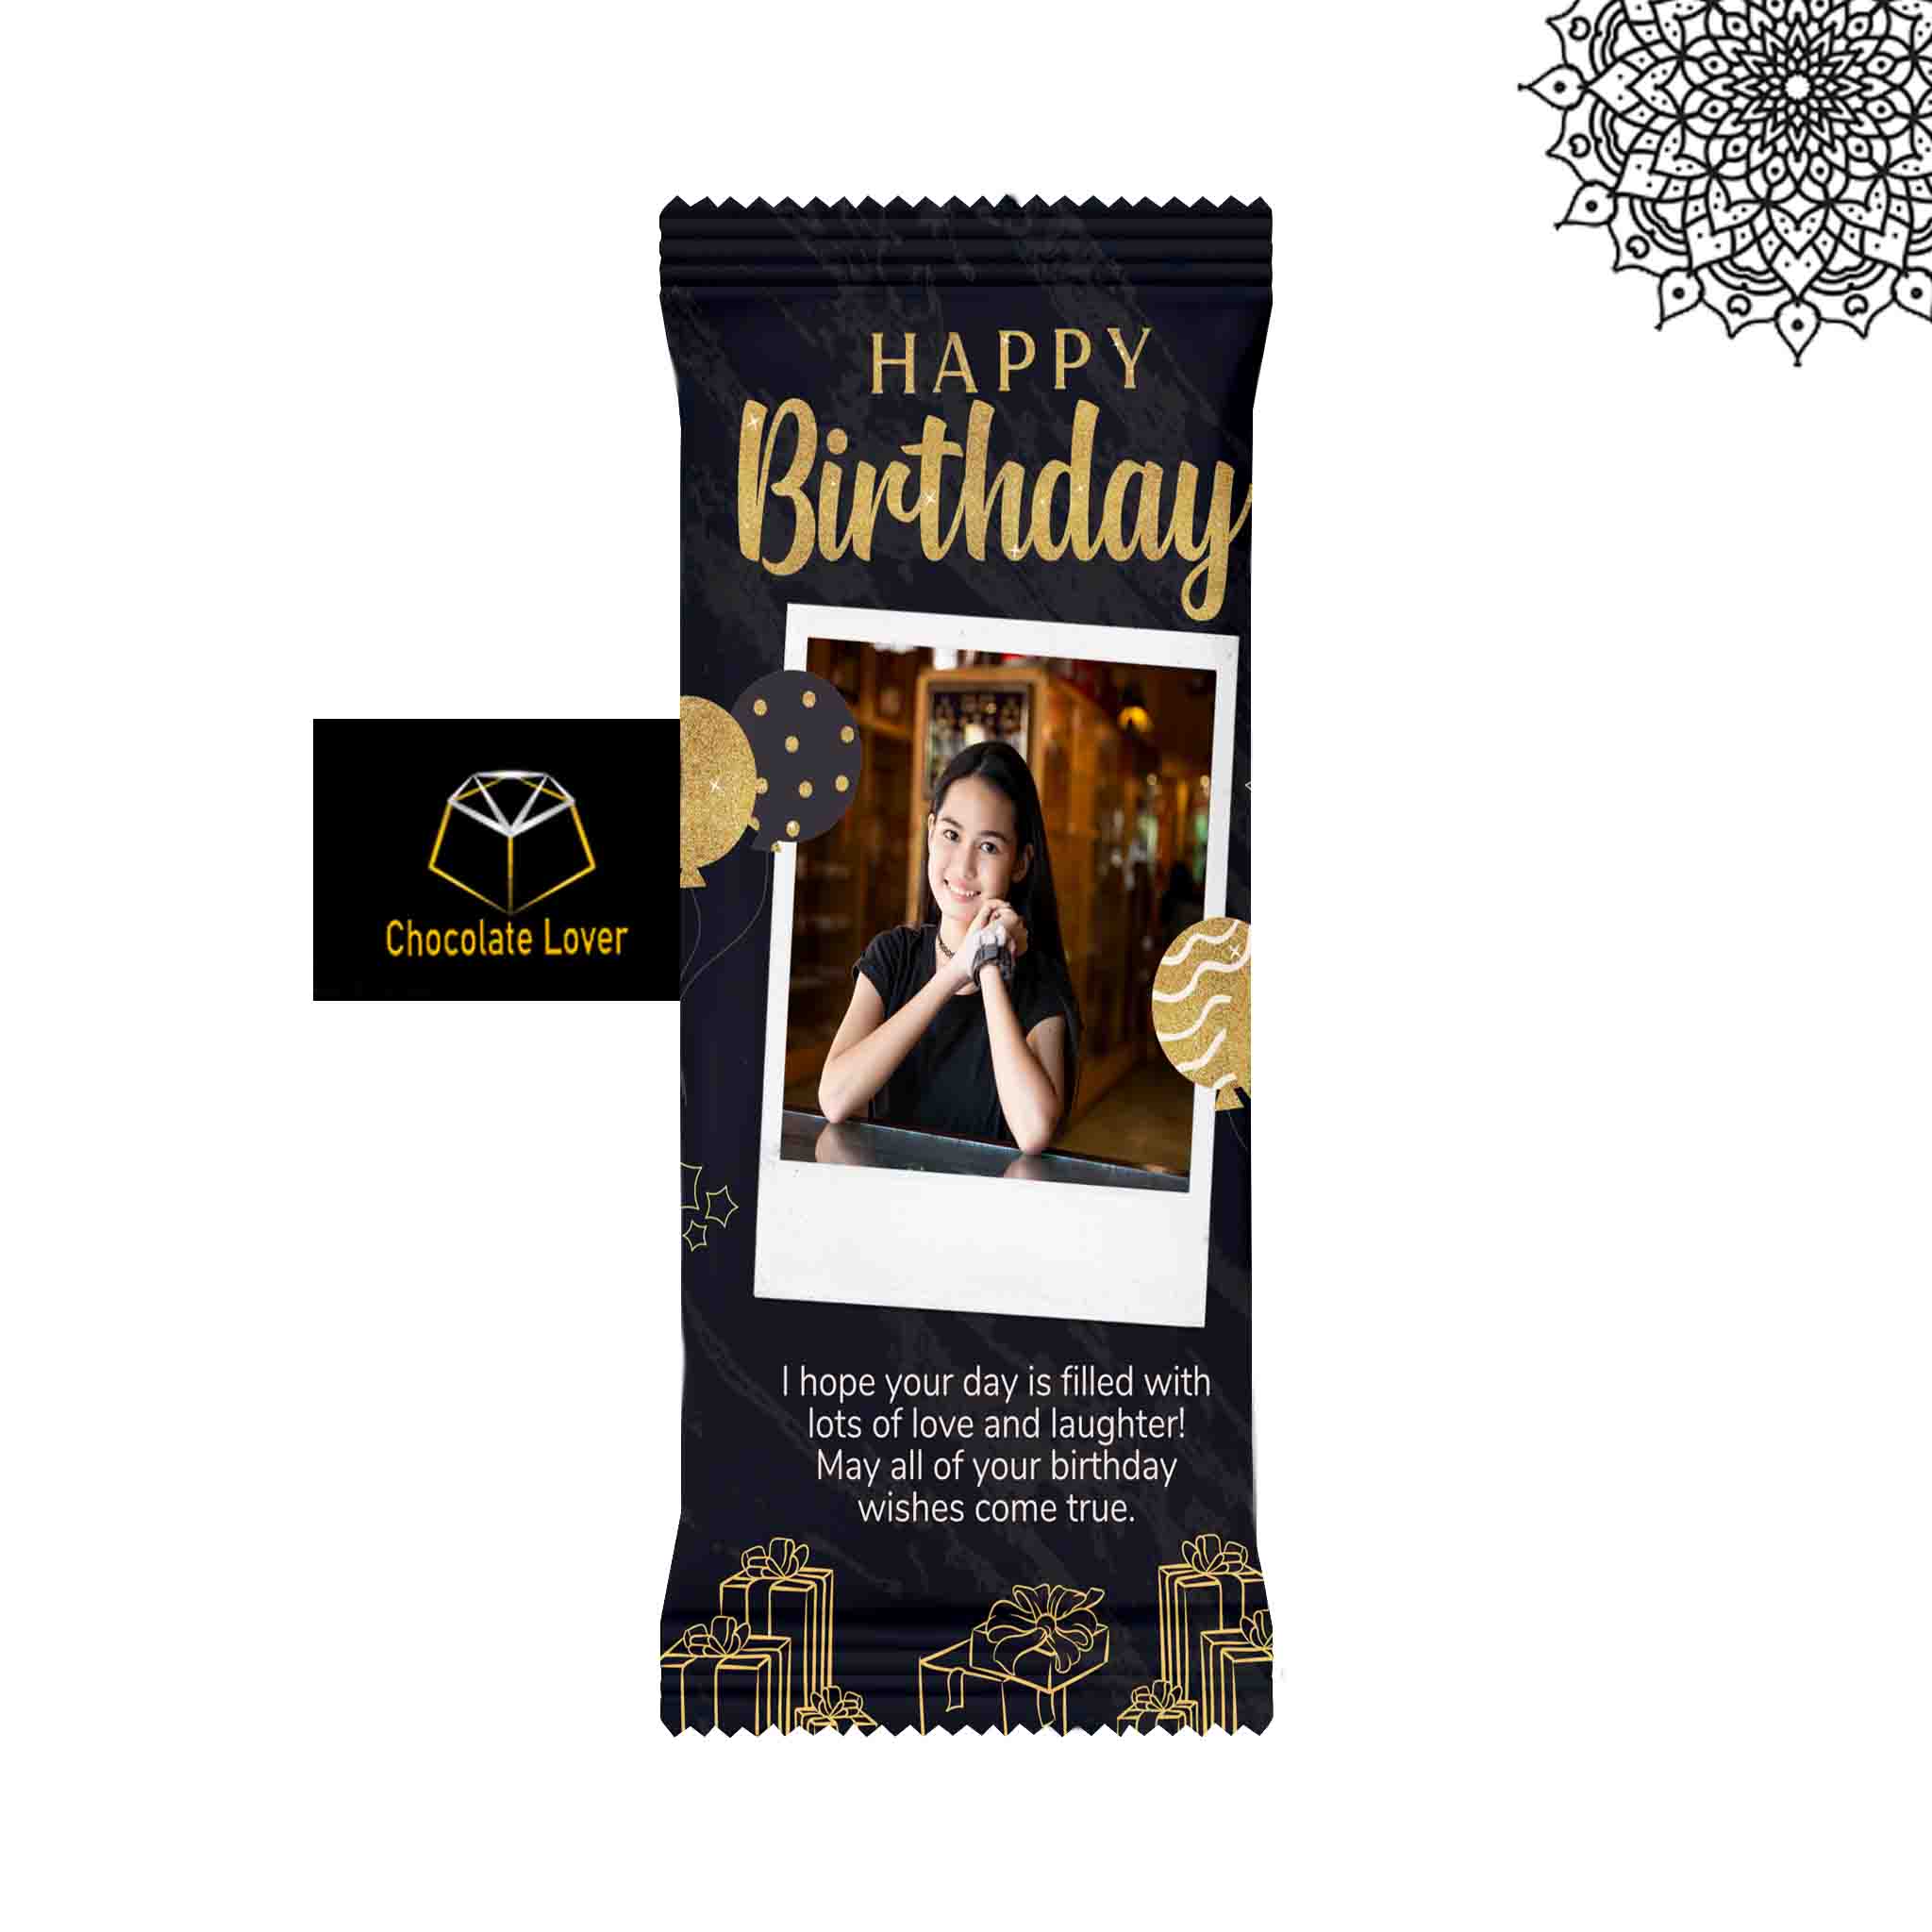 HAPPY
Birthday
Chocolate Lover
I hope your day is filled with
lots of love and laughter!
May all of your birthday
wishes come true.